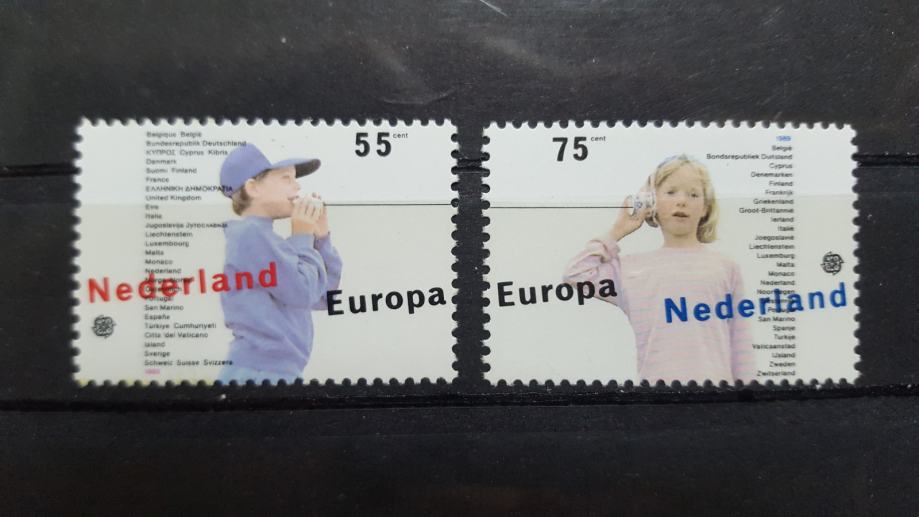 Belgique België
Bundesrepublik Deutschland
ΚΥΠΡΟΣ Cyprus Kibris
Danmark
Suomi Finland
France
ΕΛΛΗΝΙΚΗ ΔΗΜΟΚΡΑΤΙΑ
United Kingdom
Eire
Italia
Jugoslavija
Liechtenstein
Luxembourg
Malta
Monaco
Nederland
Portugal
San Marino
España
Türkiye Cumhuriyeti
Citta del Vaticano
Island
Sverige
Schweiz Suisse Svizzera
1989
55 cent
Nederland
Europa
75 cent
1989
België
Bondsrepubliek Duitsland
Cyprus
Denemarken
Finland
Frankrijk
Griekenland
Groot-Brittannië
Ierland
Italië
Joegoslavië
Liechtenstein
Luxemburg
Malta
Monaco
Nederland
Noorwegen
San Marino
Spanje
Turkije
Vaticaanstad
IJsland
Zweden
Zwitserland
Europa
Nederland